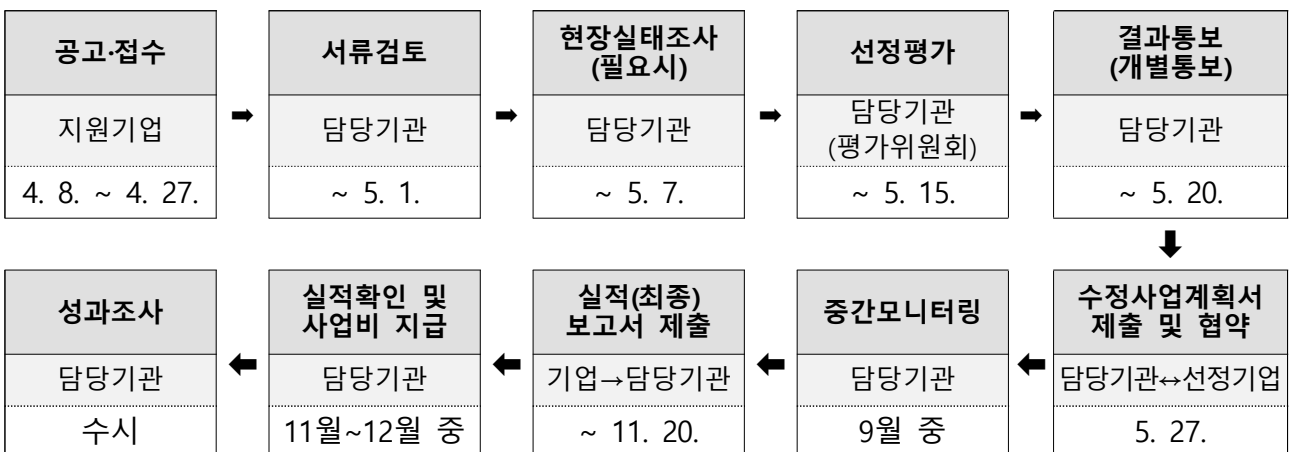 공고·접수
지원기업
4. 8. ~ 4. 27.
➡
서류검토
담당기관
~ 5. 1.
➡
현장실태조사
(필요시)
담당기관
~ 5. 7.
➡
선정평가
담당기관
(평가위원회)
~ 5. 15.
➡
결과통보
(개별통보)
담당기관
~ 5. 20.
⬇
수정사업계획서
제출 및 협약
담당기관↔선정기업
5. 27.
⬅
중간모니터링
담당기관
9월 중
⬅
실적(최종)
보고서 제출
기업→담당기관
~ 11. 20.
⬅
실적확인 및
사업비 지급
담당기관
11월~12월 중
⬅
성과조사
담당기관
수시